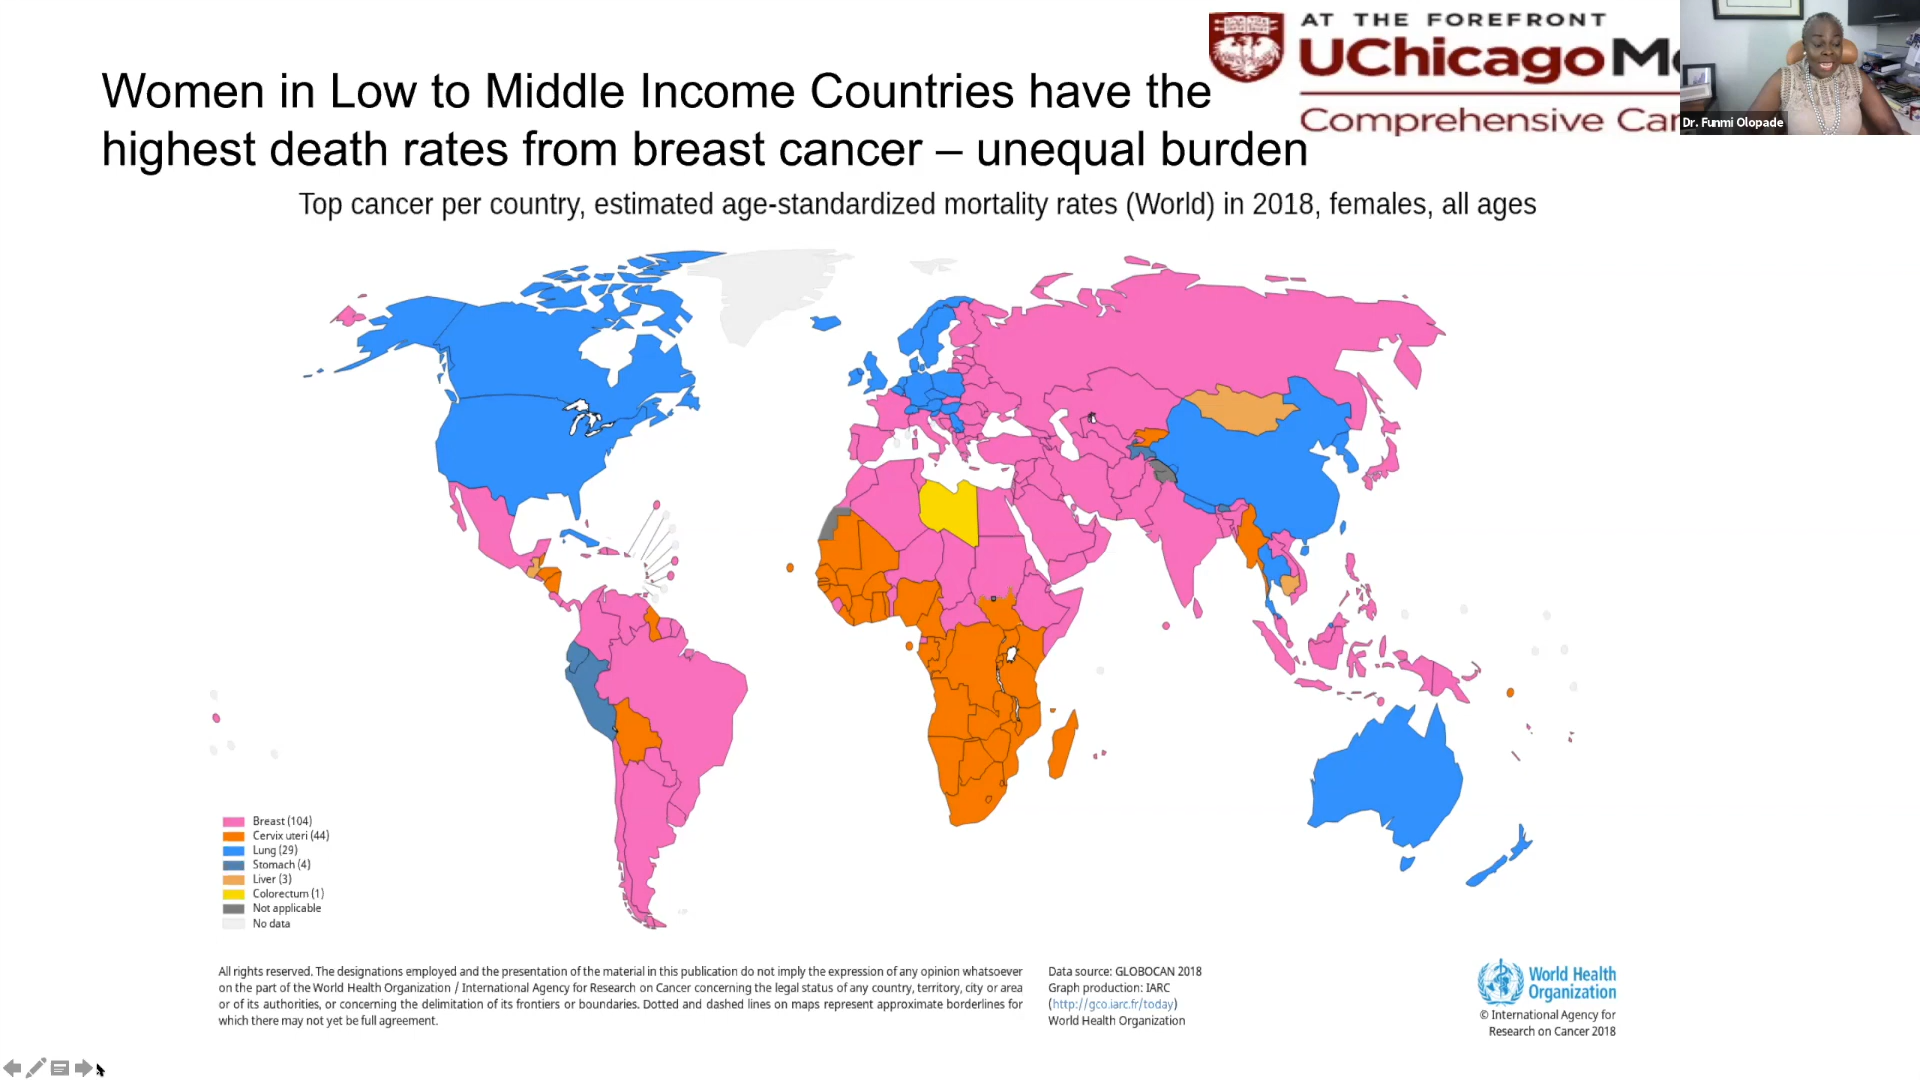 AT THE FOREFRONT
UChicago
Comprehensive
Dr. Funmi Olopade
Women in Low to Middle Income Countries have the
highest death rates from breast cancer – unequal burden
Top cancer per country, estimated age-standardized mortality rates (World) in 2018, females, all ages
Breast (104)
Cervix uteri (44)
Lung (29)
Stomach (4)
Liver (3)
Colorectum (1)
Not applicable
No data
All rights reserved. The designations employed and the presentation of the material in this publication do not imply the expression of any opinion whatsoever
on the part of the World Health Organization / International Agency for Research on Cancer concerning the legal status of any country, territory, city or area
or of its authorities, or concerning the delimitation of its frontiers or boundaries. Dotted and dashed lines on maps represent approximate borderlines for
which there may not yet be full agreement.
Data source: GLOBOCAN 2018
Graph production: IARC
(http://gco.iarc.fr/today)
World Health Organization
World Health
Organization
© International Agency for
Research on Cancer 2018